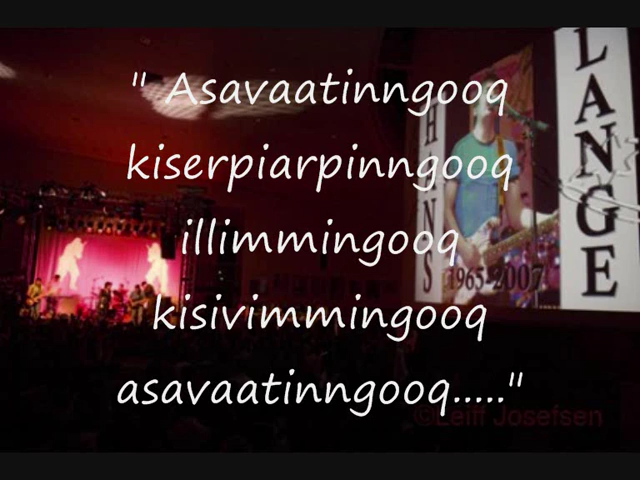 " Asavaatinngooq
kiserpiarpinngooq
illimmingooq
kisivimmingooq
asavaatinngooq....."
HANS
LANGE
1965-2007
©Leiff Josefsen